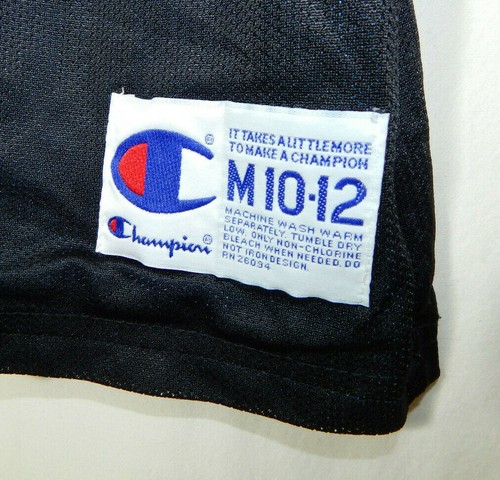 ®
IT TAKES A LITTLE MORE
TO MAKE A CHAMPION
M 10-12
Champion®
MACHINE WASH WARM
SEPARATELY. TUMBLE DRY
LOW. ONLY NON-CHLORINE
BLEACH WHEN NEEDED. DO
NOT IRON DESIGN.
RN 26094